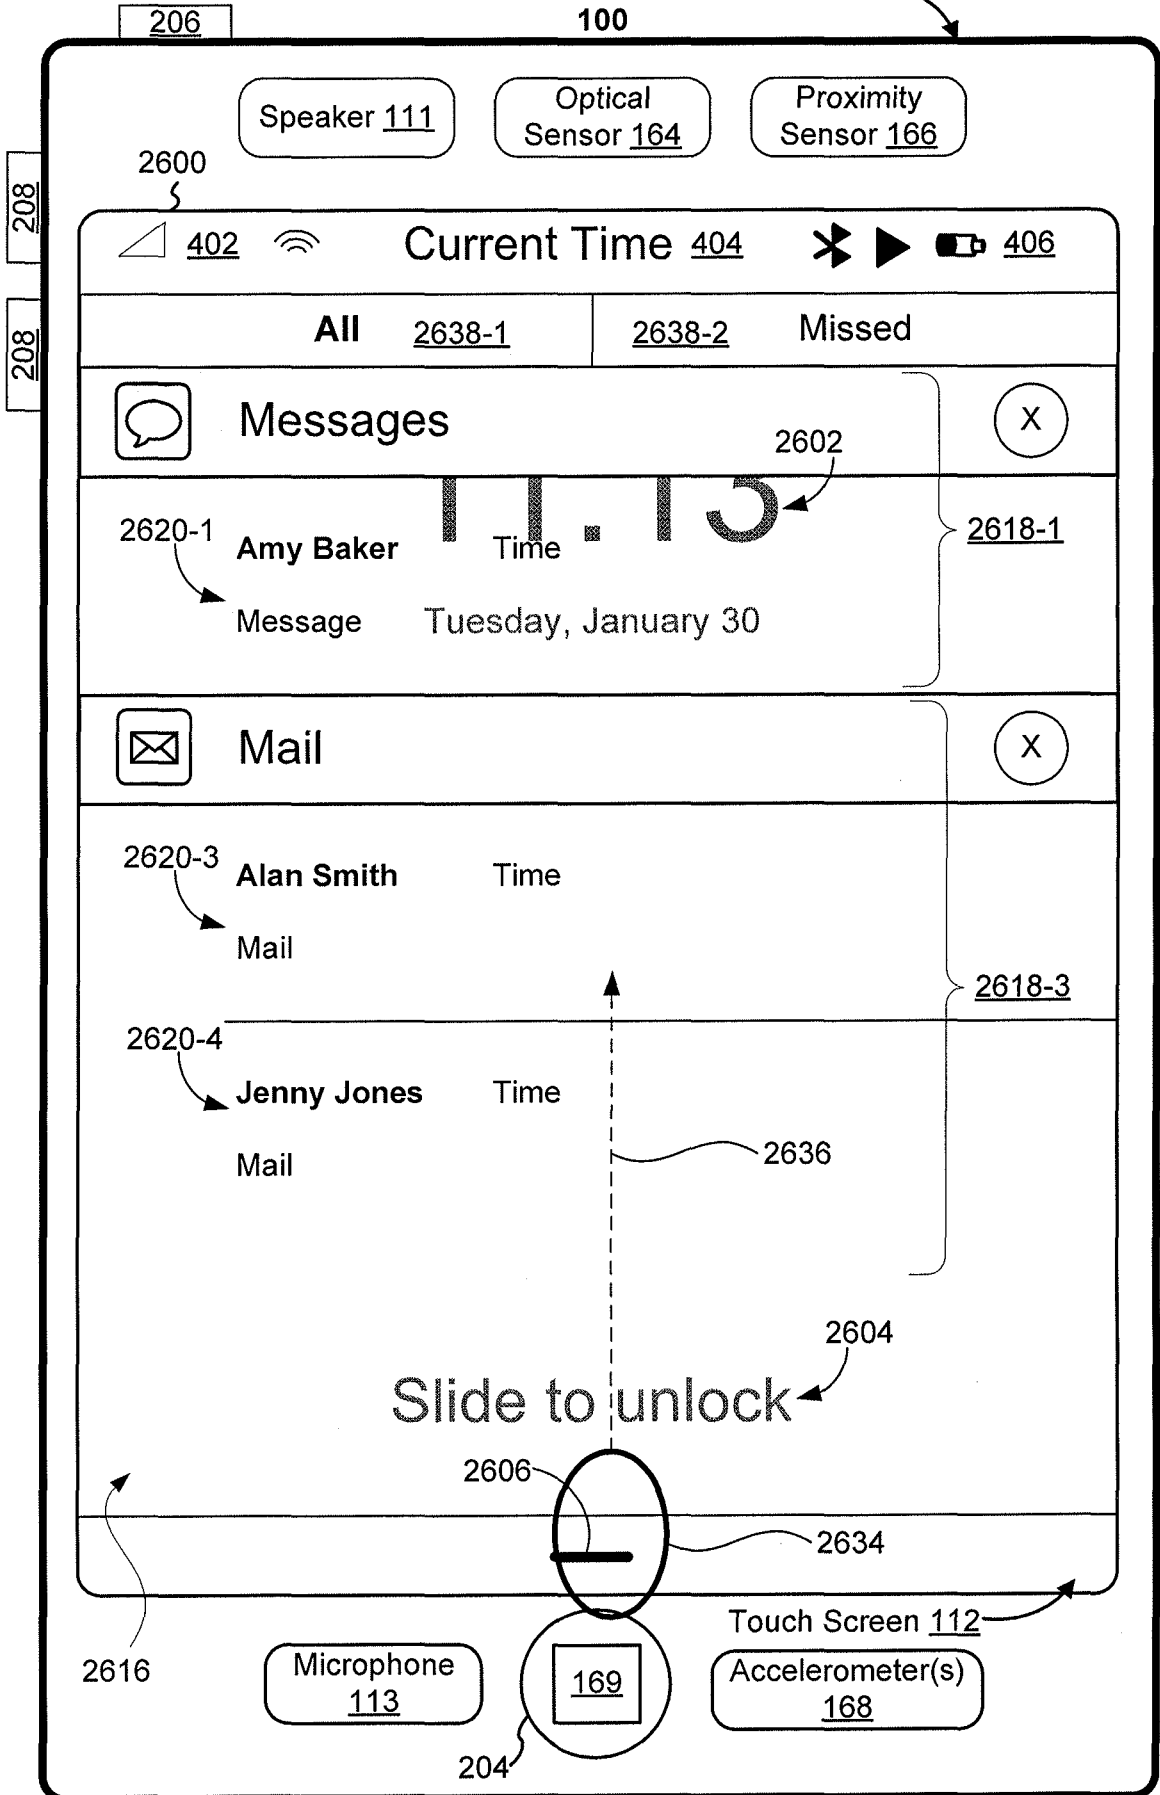 206
100
Speaker 111
Optical
Sensor 164
Proximity
Sensor 166
2600
208
402
Current Time 404
406
All 2638-1
2638-2 Missed
208
Messages
X
2602
11:13
2620-1
Amy Baker
Time
2618-1
Message
Tuesday, January 30
Mail
X
2620-3
Alan Smith
Time
Mail
2618-3
2620-4
Jenny Jones
Time
2636
Mail
2604
Slide to unlock
2606
2634
Touch Screen 112
2616
Microphone
113
169
Accelerometer(s)
168
204